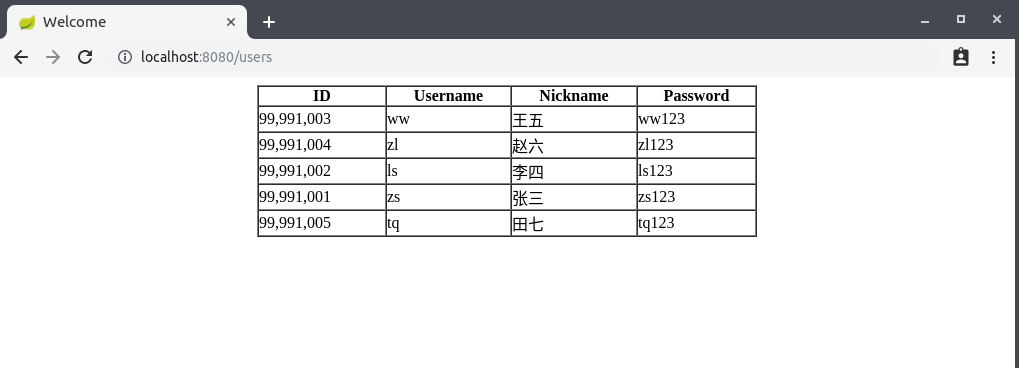 Welcome
localhost:8080/users
ID Username Nickname Password
99,991,003 ww 王五 ww123
99,991,004 zl 赵六 zl123
99,991,002 ls 李四 ls123
99,991,001 zs 张三 zs123
99,991,005 tq 田七 tq123